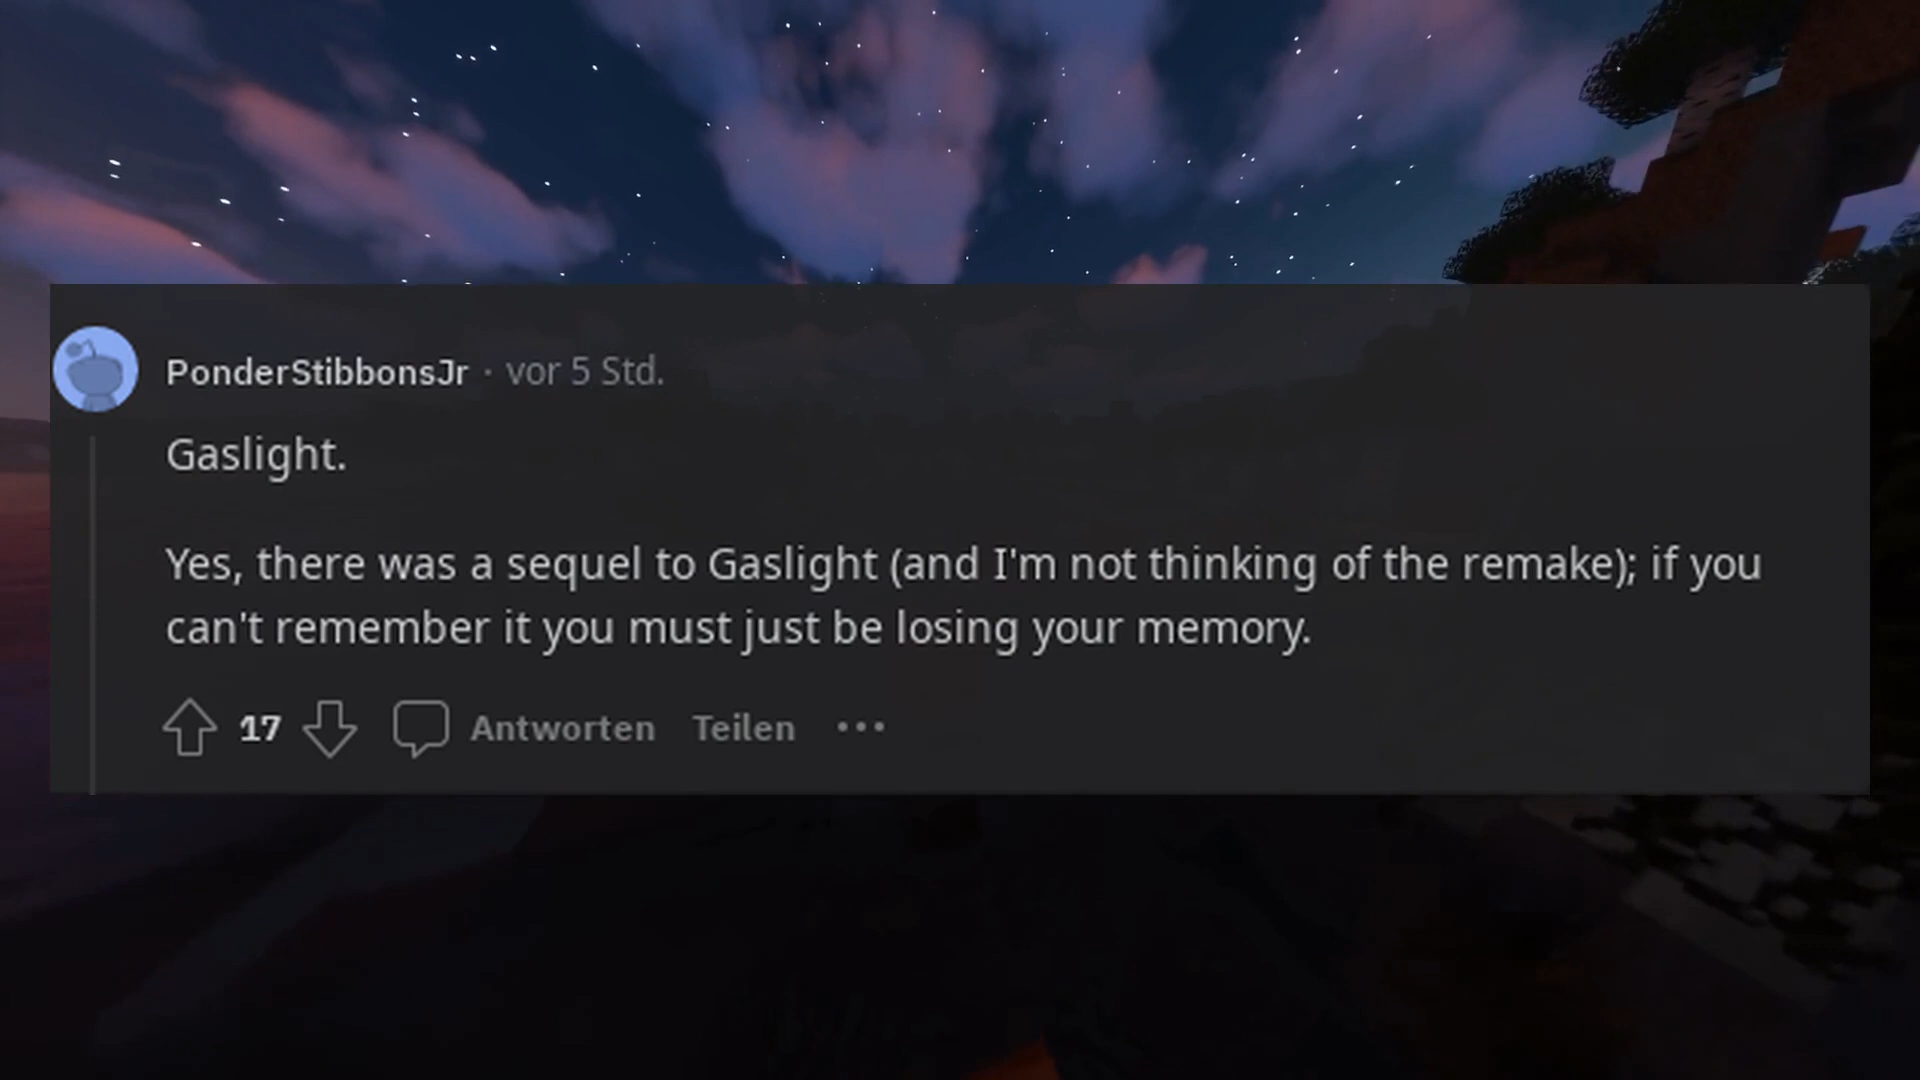 PonderStibbonsJr · vor 5 Std.
Gaslight.
Yes, there was a sequel to Gaslight (and I'm not thinking of the remake); if you
can't remember it you must just be losing your memory.
17 Antworten Teilen ···